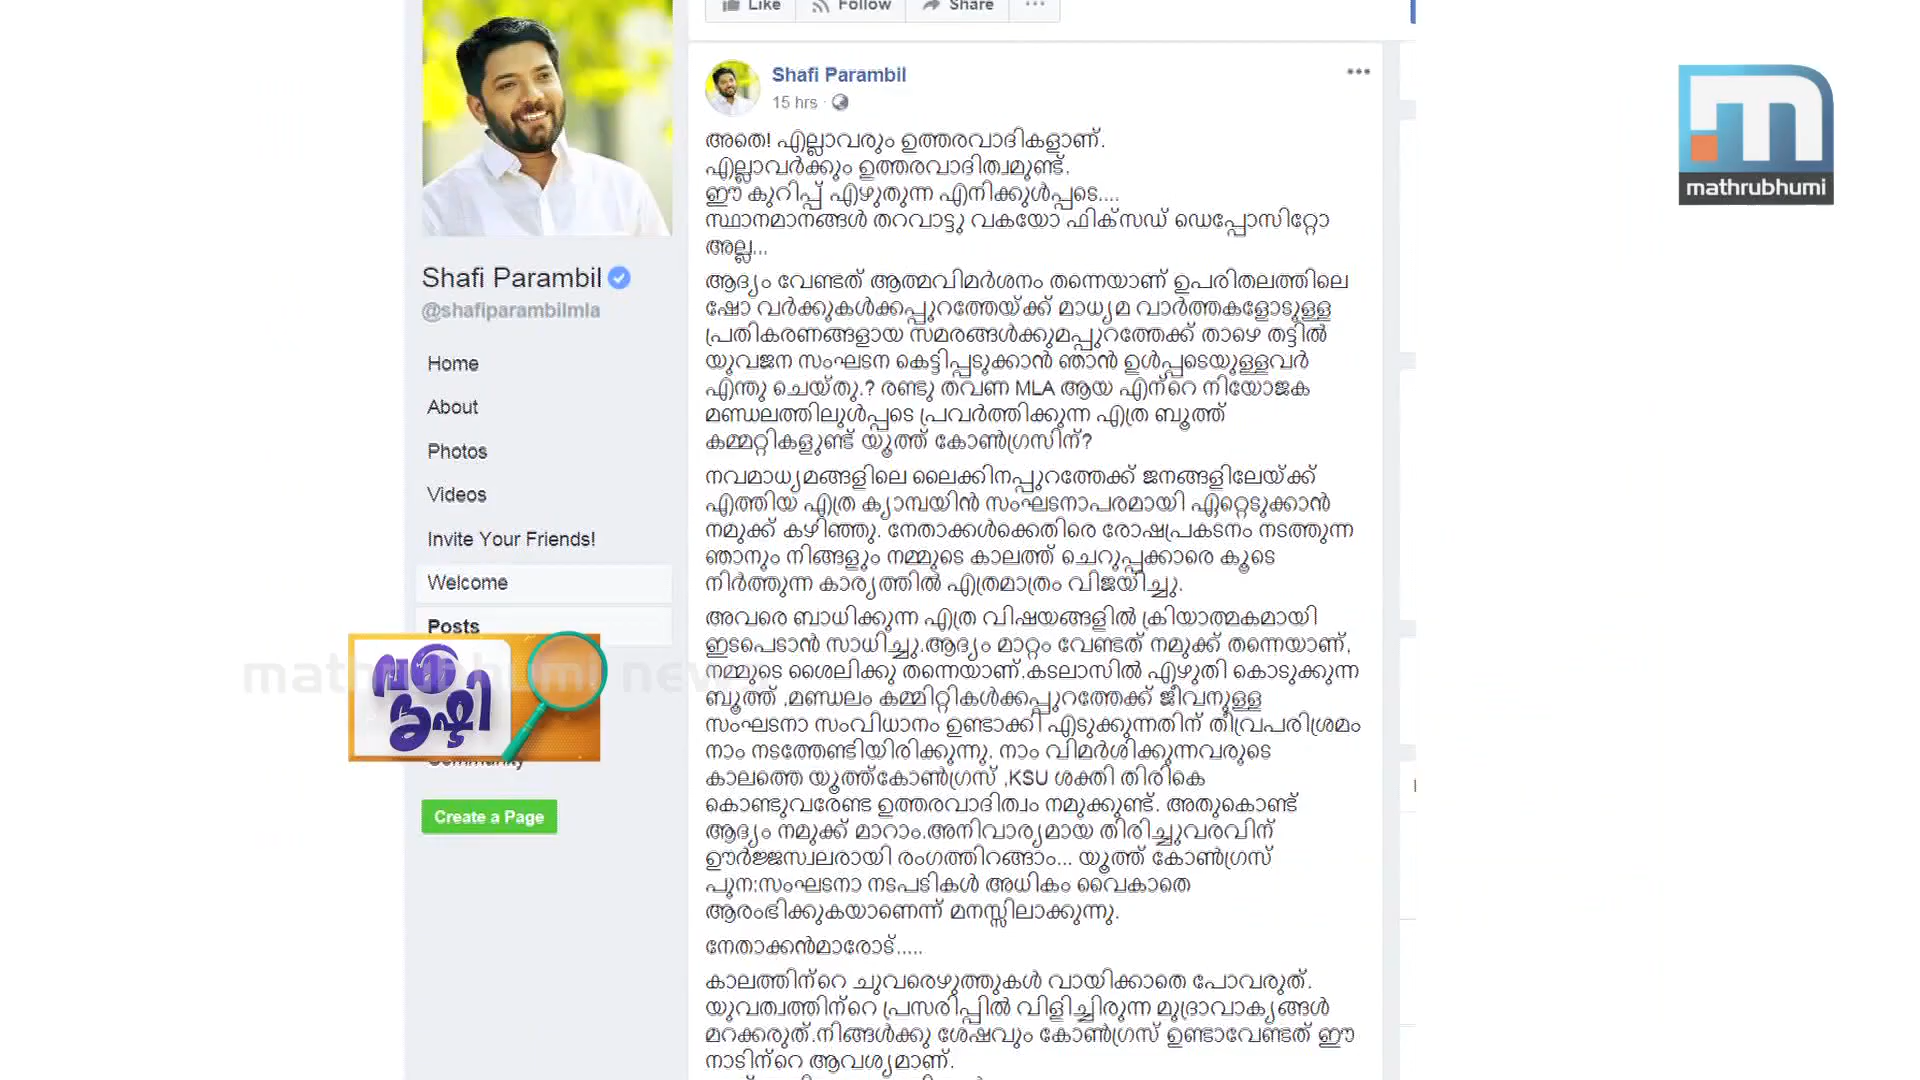 Like
Follow
Share
Shafi Parambil
15 hrs
mathrubhumi
അതെ! എല്ലാവരും ഉത്തരവാദികളാണ്.
എല്ലാവർക്കും ഉത്തരവാദിത്വമുണ്ട്.
ഈ കുറിപ്പ് എഴുതുന്ന എനിക്കുൾപ്പടെ....
സ്ഥാനമാനങ്ങൾ തറവാട്ടു വകയോ ഫിക്സഡ് ഡെപ്പോസിറ്റോ
അല്ല...
ആദ്യം വേണ്ടത് ആത്മവിമർശനം തന്നെയാണ് ഉപരിതലത്തിലെ
ഷോ വർക്കുകൾക്കപ്പുറത്തേയ്ക്ക് മാധ്യമ വാർത്തകളോടുള്ള
പ്രതികരണങ്ങളായ സമരങ്ങൾക്കുമപ്പുറത്തേക്ക് താഴെ തട്ടിൽ
യുവജന സംഘടന കെട്ടിപ്പടുക്കാൻ ഞാൻ ഉൾപ്പടെയുള്ളവർ
എന്തു ചെയ്തു.? രണ്ടു തവണ MLA ആയ എന്റെ നിയോജക
മണ്ഡലത്തിലുൾപ്പടെ പ്രവർത്തിക്കുന്ന എത്ര ബൂത്ത്
കമ്മറ്റികളുണ്ട് യൂത്ത് കോൺഗ്രസിന്?
നവമാധ്യമങ്ങളിലെ ലൈക്കിനപ്പുറത്തേക്ക് ജനങ്ങളിലേയ്ക്ക്
എത്തിയ എത്ര ക്യാമ്പയിൻ സംഘടനാപരമായി ഏറ്റെടുക്കാൻ
നമുക്ക് കഴിഞ്ഞു. നേതാക്കൾക്കെതിരെ രോഷപ്രകടനം നടത്തുന്ന
ഞാനും നിങ്ങളും നമ്മുടെ കാലത്ത് ചെറുപ്പക്കാരെ കൂടെ
നിർത്തുന്ന കാര്യത്തിൽ എത്രമാത്രം വിജയിച്ചു.
അവരെ ബാധിക്കുന്ന എത്ര വിഷയങ്ങളിൽ ക്രിയാത്മകമായി
ഇടപെടാൻ സാധിച്ചു.ആദ്യം മാറ്റം വേണ്ടത് നമുക്ക് തന്നെയാണ്,
നമ്മുടെ ശൈലിക്കു തന്നെയാണ്.കടലാസിൽ എഴുതി കൊടുക്കുന്ന
ബൂത്ത് ,മണ്ഡലം കമ്മിറ്റികൾക്കപ്പുറത്തേക്ക് ജീവനുള്ള
സംഘടനാ സംവിധാനം ഉണ്ടാക്കി എടുക്കുന്നതിന് തീവ്രപരിശ്രമം
നാം നടത്തേണ്ടിയിരിക്കുന്നു. നാം വിമർശിക്കുന്നവരുടെ
കാലത്തെ യൂത്ത്കോൺഗ്രസ് ,KSU ശക്തി തിരികെ
കൊണ്ടുവരേണ്ട ഉത്തരവാദിത്വം നമുക്കുണ്ട്. അതുകൊണ്ട്
ആദ്യം നമുക്ക് മാറാം.അനിവാര്യമായ തിരിച്ചുവരവിന്
ഊർജ്ജസ്വലരായി രംഗത്തിറങ്ങാം... യൂത്ത് കോൺഗ്രസ്
പുന:സംഘടനാ നടപടികൾ അധികം വൈകാതെ
ആരംഭിക്കുകയാണെന്ന് മനസ്സിലാക്കുന്നു.
നേതാക്കൻമാരോട്.....
കാലത്തിന്റെ ചുവരെഴുത്തുകൾ വായിക്കാതെ പോവരുത്.
യുവത്വത്തിന്റെ പ്രസരിപ്പിൽ വിളിച്ചിരുന്ന മുദ്രാവാക്യങ്ങൾ
മറക്കരുത്.നിങ്ങൾക്കു ശേഷവും കോൺഗ്രസ് ഉണ്ടാവേണ്ടത് ഈ
നാടിന്റെ ആവശ്യമാണ്.
Shafi Parambil
@shafiparambilmla
Home
About
Photos
Videos
Invite Your Friends!
Welcome
Posts
വക്രദൃഷ്ടി
mathrubhumi news
Community
Create a Page